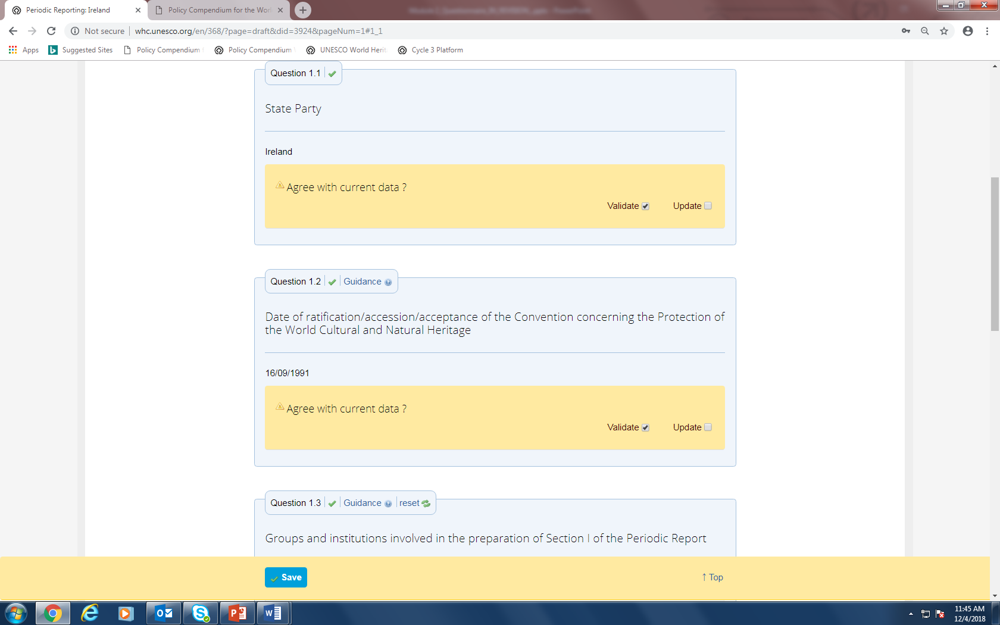 Periodic Reporting: Ireland
Policy Compendium for the Worl
Not secure
whc.unesco.org/en/368/?page=draft&did=3924&pageNum=1#1_1
Apps
Suggested Sites
Policy Compendium
Policy Compendium
UNESCO World Herit
Cycle 3 Platform
Question 1.1
State Party
Ireland
Agree with current data ?
Validate Update
Question 1.2 Guidance
Date of ratification/accession/acceptance of the Convention concerning the Protection of
the World Cultural and Natural Heritage
16/09/1991
Agree with current data ?
Validate Update
Question 1.3 Guidance reset
Groups and institutions involved in the preparation of Section I of the Periodic Report
Save
↑ Top
11:45 AM
12/4/2018